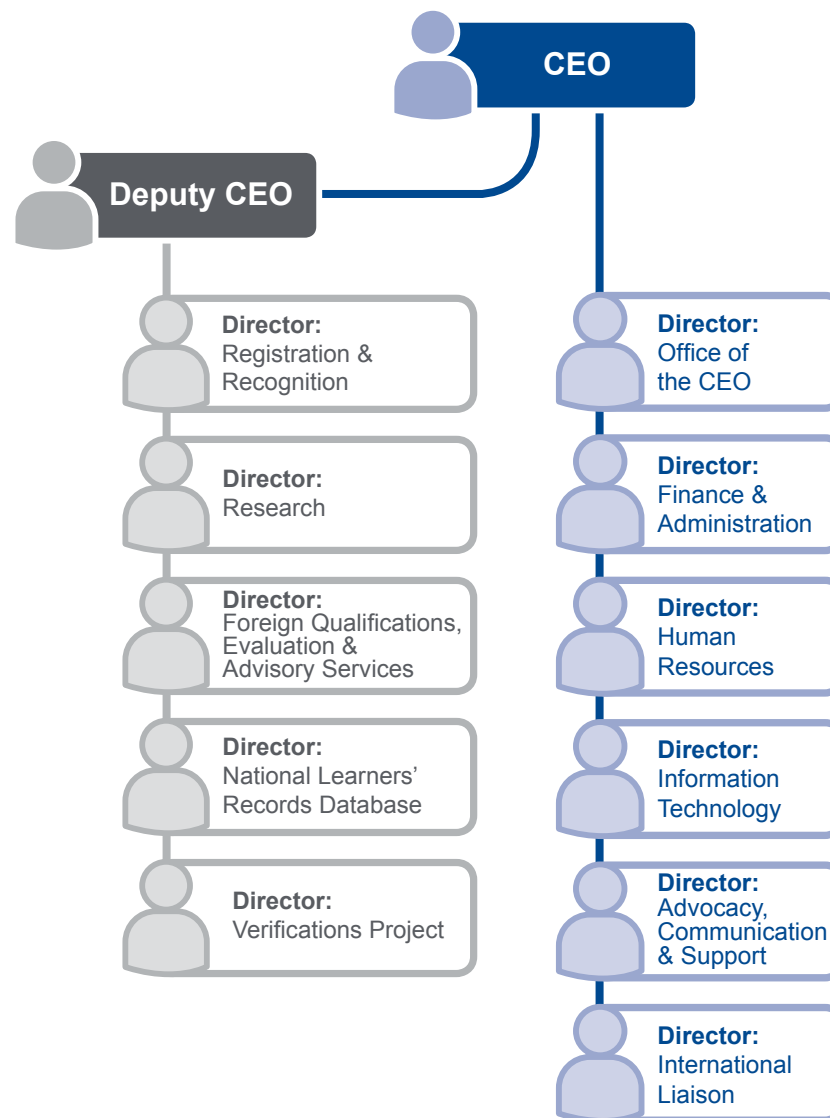 CEO
Deputy CEO
Director:
Registration &
Recognition
Director:
Research
Director:
Foreign Qualifications,
Evaluation &
Advisory Services
Director:
National Learners’
Records Database
Director:
Verifications Project
Director:
Office of
the CEO
Director:
Finance &
Administration
Director:
Human
Resources
Director:
Information
Technology
Director:
Advocacy,
Communication
& Support
Director:
International
Liaison